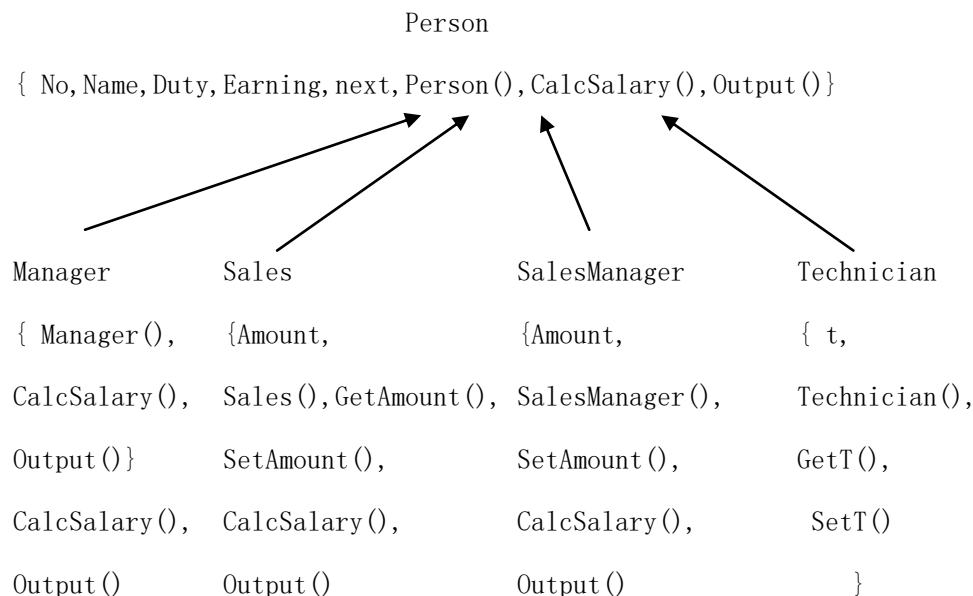 Person
{ No,Name,Duty,Earning,next,Person(),CalcSalary(),Output()}
Manager Sales SalesManager Technician
{ Manager(), {Amount, {Amount, { t,
CalcSalary(), Sales(),GetAmount(), SalesManager(), Technician(),
Output()} SetAmount(), SetAmount(), GetT(),
CalcSalary(), CalcSalary(), CalcSalary(), SetT()
Output() Output() Output() }